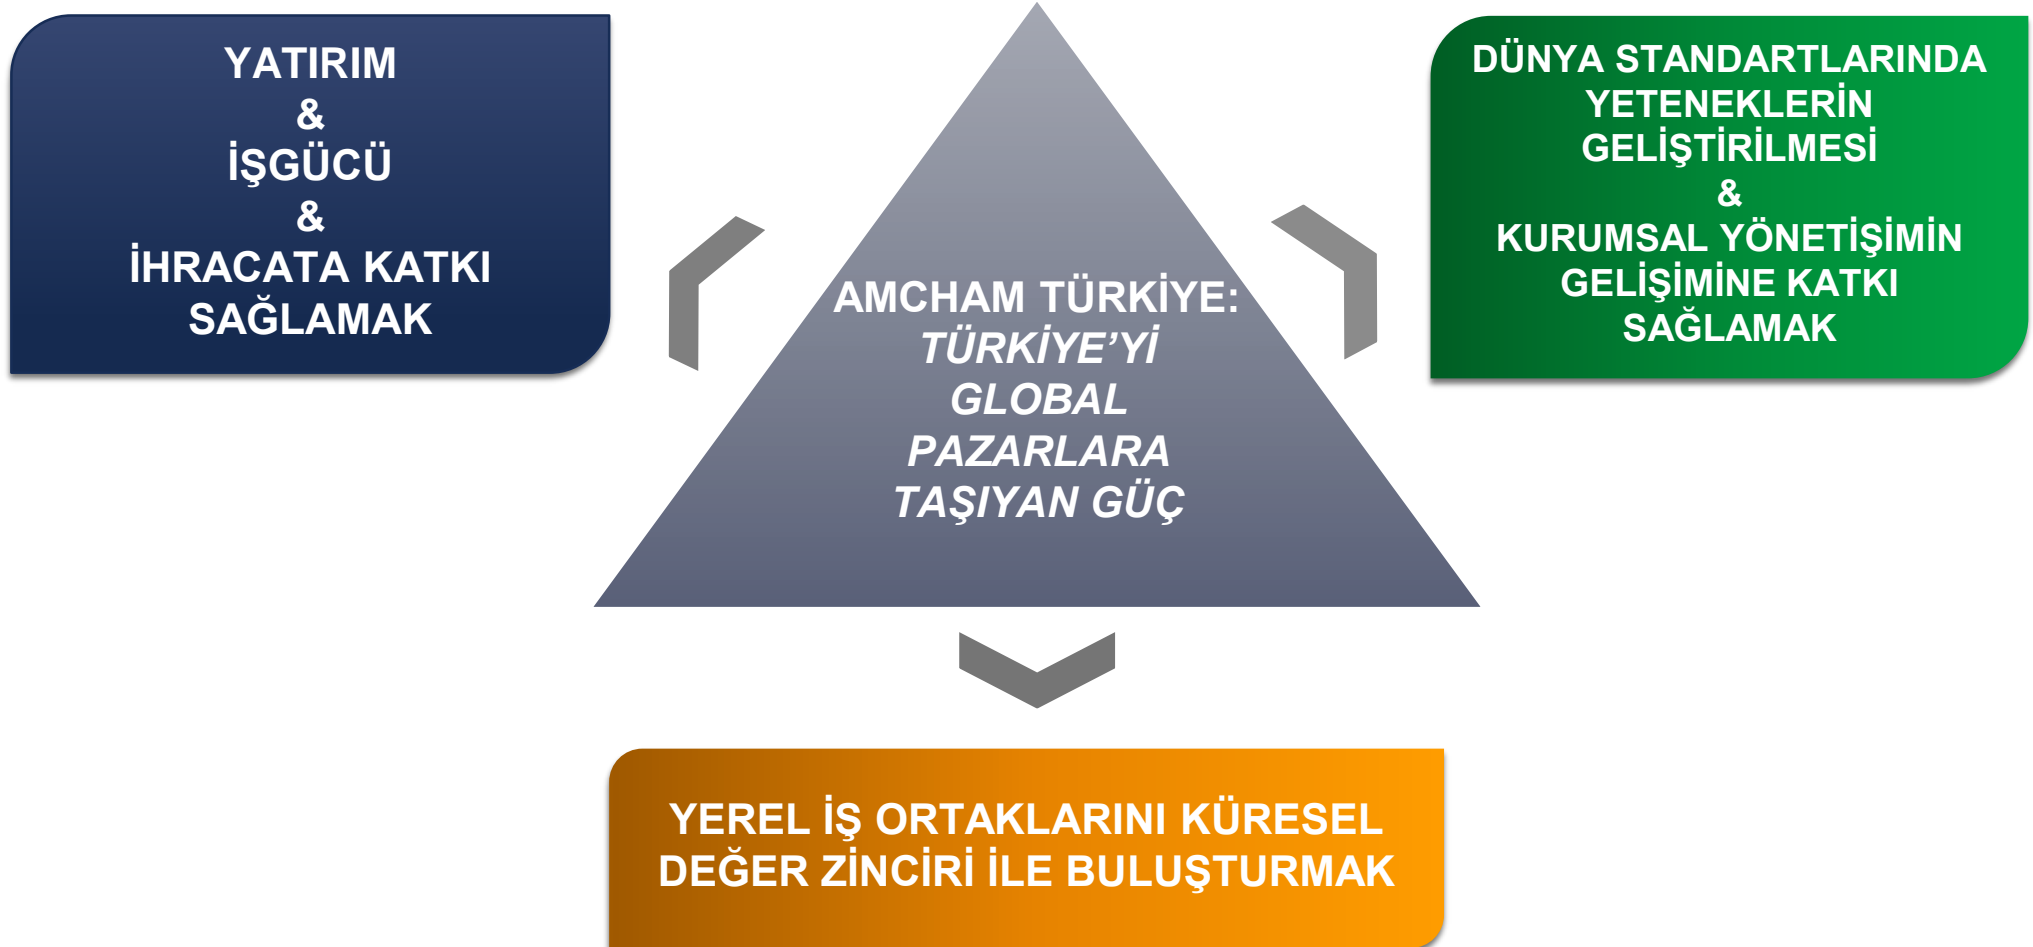 YATIRIM
&
İŞGÜCÜ
&
İHRACATA KATKI
SAĞLAMAK
AMCHAM TÜRKİYE:
TÜRKİYE’Yİ
GLOBAL
PAZARLARA
TAŞIYAN GÜÇ
DÜNYA STANDARTLARINDA
YETENEKLERİN
GELİŞTİRİLMESİ
&
KURUMSAL YÖNETİŞİMİN
GELİŞİMİNE KATKI
SAĞLAMAK
YEREL İŞ ORTAKLARINI KÜRESEL
DEĞER ZİNCİRİ İLE BULUŞTURMAK